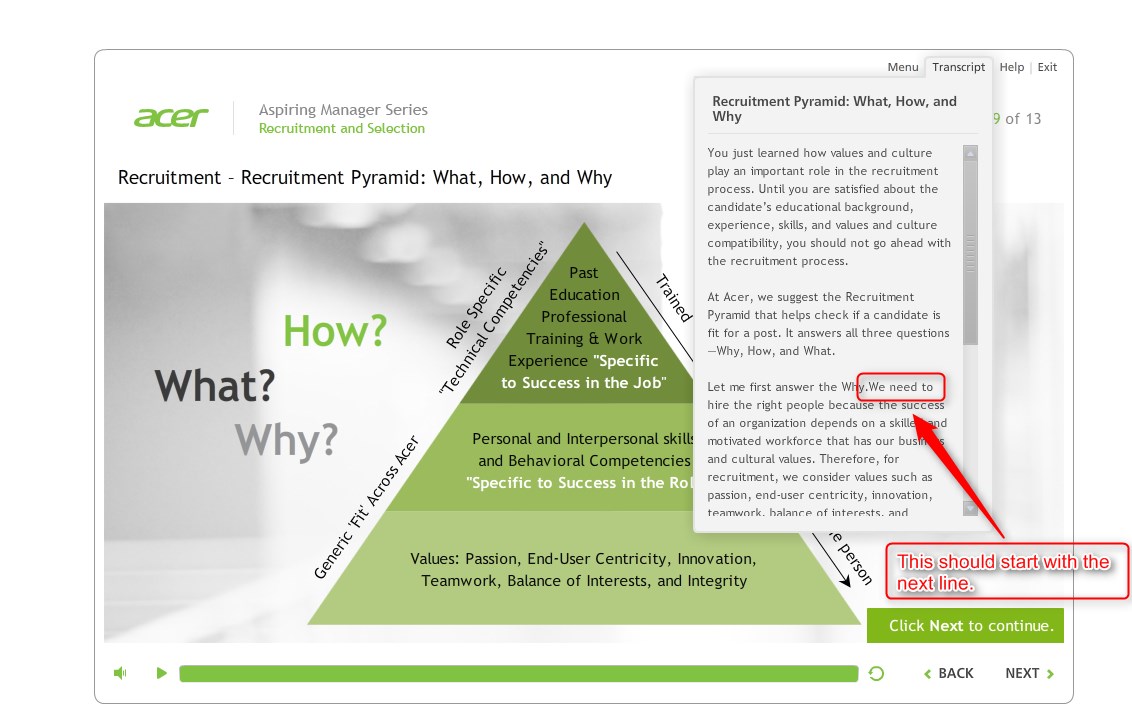 Menu
Transcript
Help | Exit
acer
Aspiring Manager Series
Recruitment and Selection
9 of 13
Recruitment – Recruitment Pyramid: What, How, and Why
How?
What?
Why?
Role Specific
"Technical Competencies"
Generic 'Fit' Across Acer
Past
Education
Professional
Training & Work
Experience "Specific
to Success in the Job"
Personal and Interpersonal skills
and Behavioral Competencies
"Specific to Success in the Rol
Values: Passion, End-User Centricity, Innovation,
Teamwork, Balance of Interests, and Integrity
Trained
person
Recruitment Pyramid: What, How, and
Why
You just learned how values and culture
play an important role in the recruitment
process. Until you are satisfied about the
candidate's educational background,
experience, skills, and values and culture
compatibility, you should not go ahead with
the recruitment process.
At Acer, we suggest the Recruitment
Pyramid that helps check if a candidate is
fit for a post. It answers all three questions
—Why, How, and What.
Let me first answer the Why.We need to
hire the right people because the success
of an organization depends on a skilled and
motivated workforce that has our business
and cultural values. Therefore, for
recruitment, we consider values such as
passion, end-user centricity, innovation,
teamwork, balance of interests, and
This should start with the
next line.
Click Next to continue.
BACK
NEXT